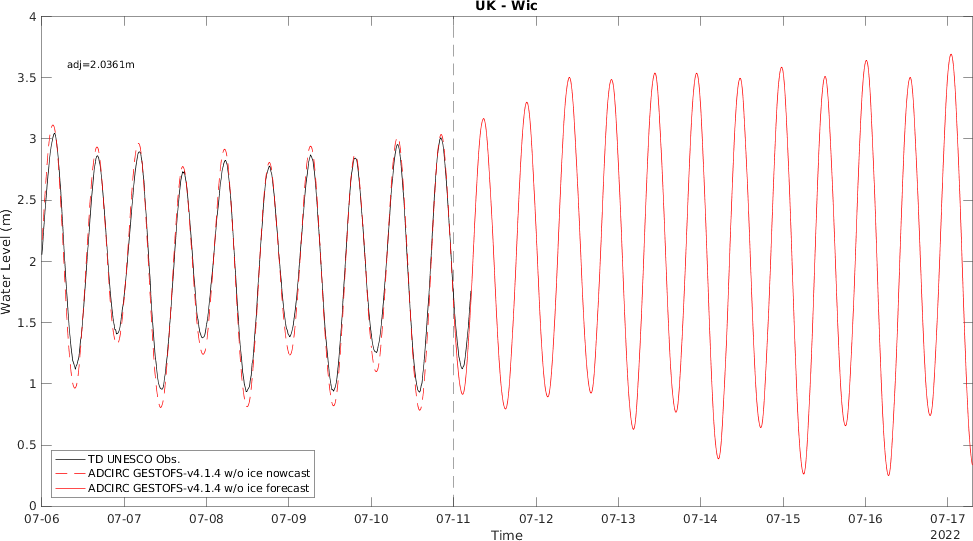 UK - Wic
adj=2.0361m
Water Level (m)
4
3.5
3
2.5
2
1.5
1
0.5
0
TD UNESCO Obs.
ADCIRC GESTOFS-v4.1.4 w/o ice nowcast
ADCIRC GESTOFS-v4.1.4 w/o ice forecast
07-06 07-07 07-08 07-09 07-10 07-11 07-12 07-13 07-14 07-15 07-16 07-17
2022
Time